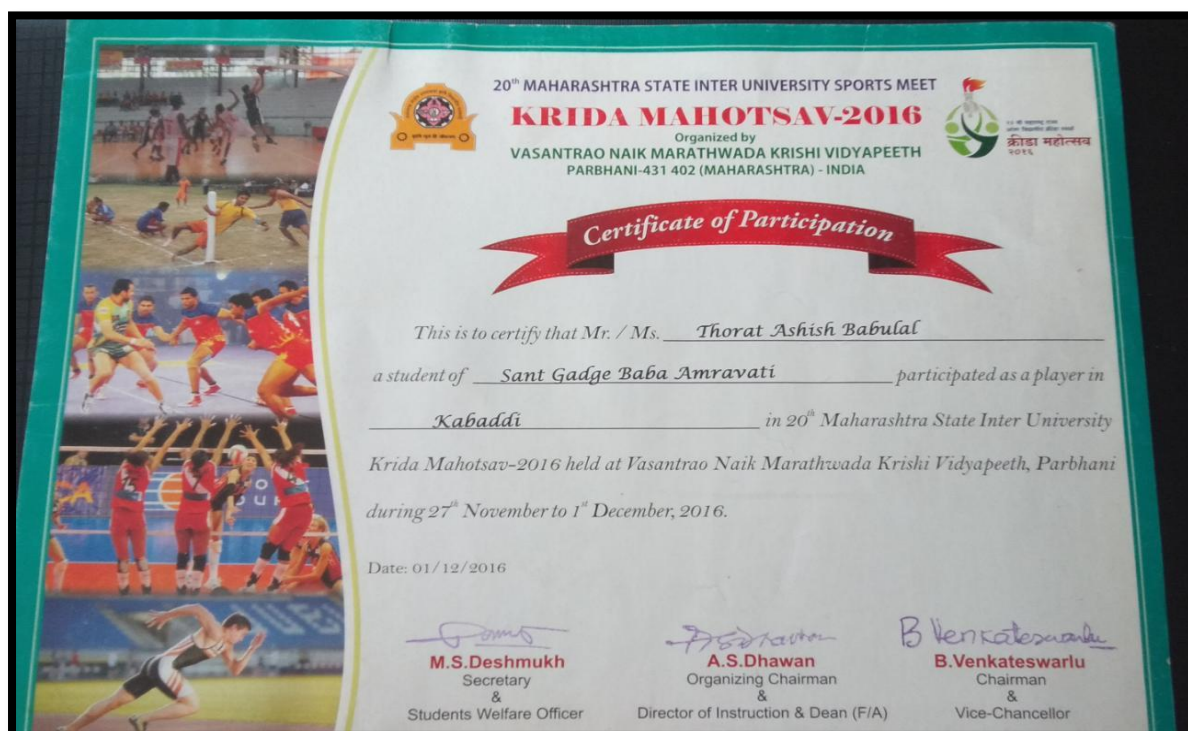 20th MAHARASHTRA STATE INTER UNIVERSITY SPORTS MEET
KRIDA MAHOTSAV-2016
Organized by
VASANTRAO NAIK MARATHWADA KRISHI VIDYAPEETH
PARBHANI-431 402 (MAHARASHTRA) - INDIA
क्रीडा महोत्सव
२०१६
Certificate of Participation
This is to certify that Mr. / Ms. Thorat Ashish Babulal
a student of Sant Gadge Baba Amravati participated as a player in
Kabaddi in 20th Maharashtra State Inter University
Krida Mahotsav-2016 held at Vasantrao Naik Marathwada Krishi Vidyapeeth, Parbhani
during 27th November to 1st December, 2016.
Date: 01/12/2016
B Venkateswarlu
M.S.Deshmukh
Secretary
&
Students Welfare Officer
A.S.Dhawan
Organizing Chairman
&
Director of Instruction & Dean (F/A)
B.Venkateswarlu
Chairman
&
Vice-Chancellor